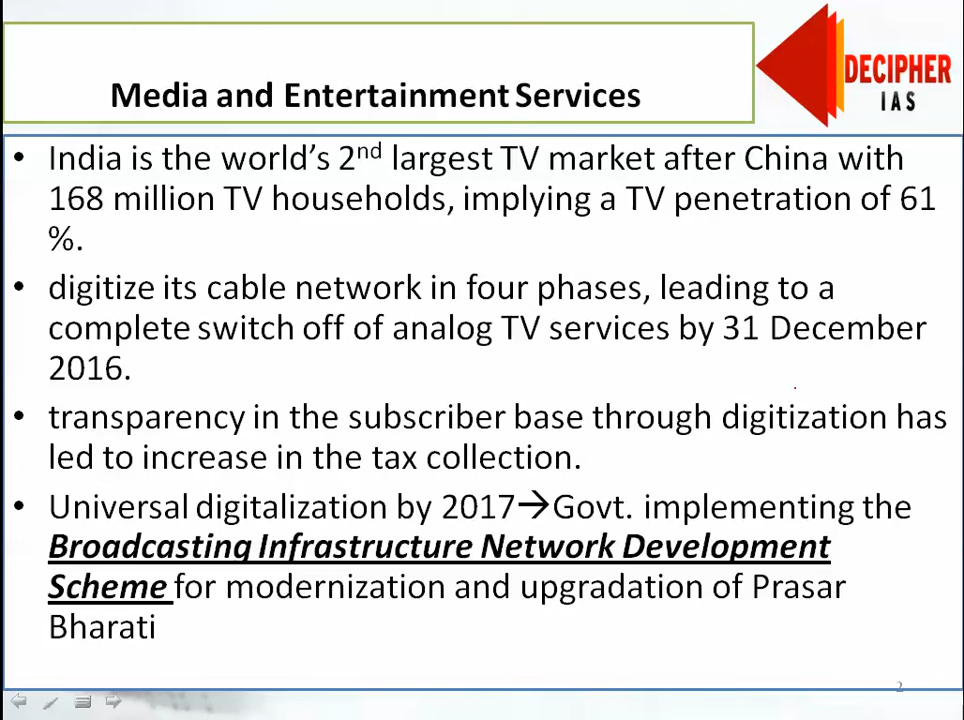 DECIPHER
IAS
Media and Entertainment Services
• India is the world's 2nd largest TV market after China with
168 million TV households, implying a TV penetration of 61
%.
• digitize its cable network in four phases, leading to a
complete switch off of analog TV services by 31 December
2016.
• transparency in the subscriber base through digitization has
led to increase in the tax collection.
• Universal digitalization by 2017→Govt. implementing the
Broadcasting Infrastructure Network Development
Scheme for modernization and upgradation of Prasar
Bharati
2